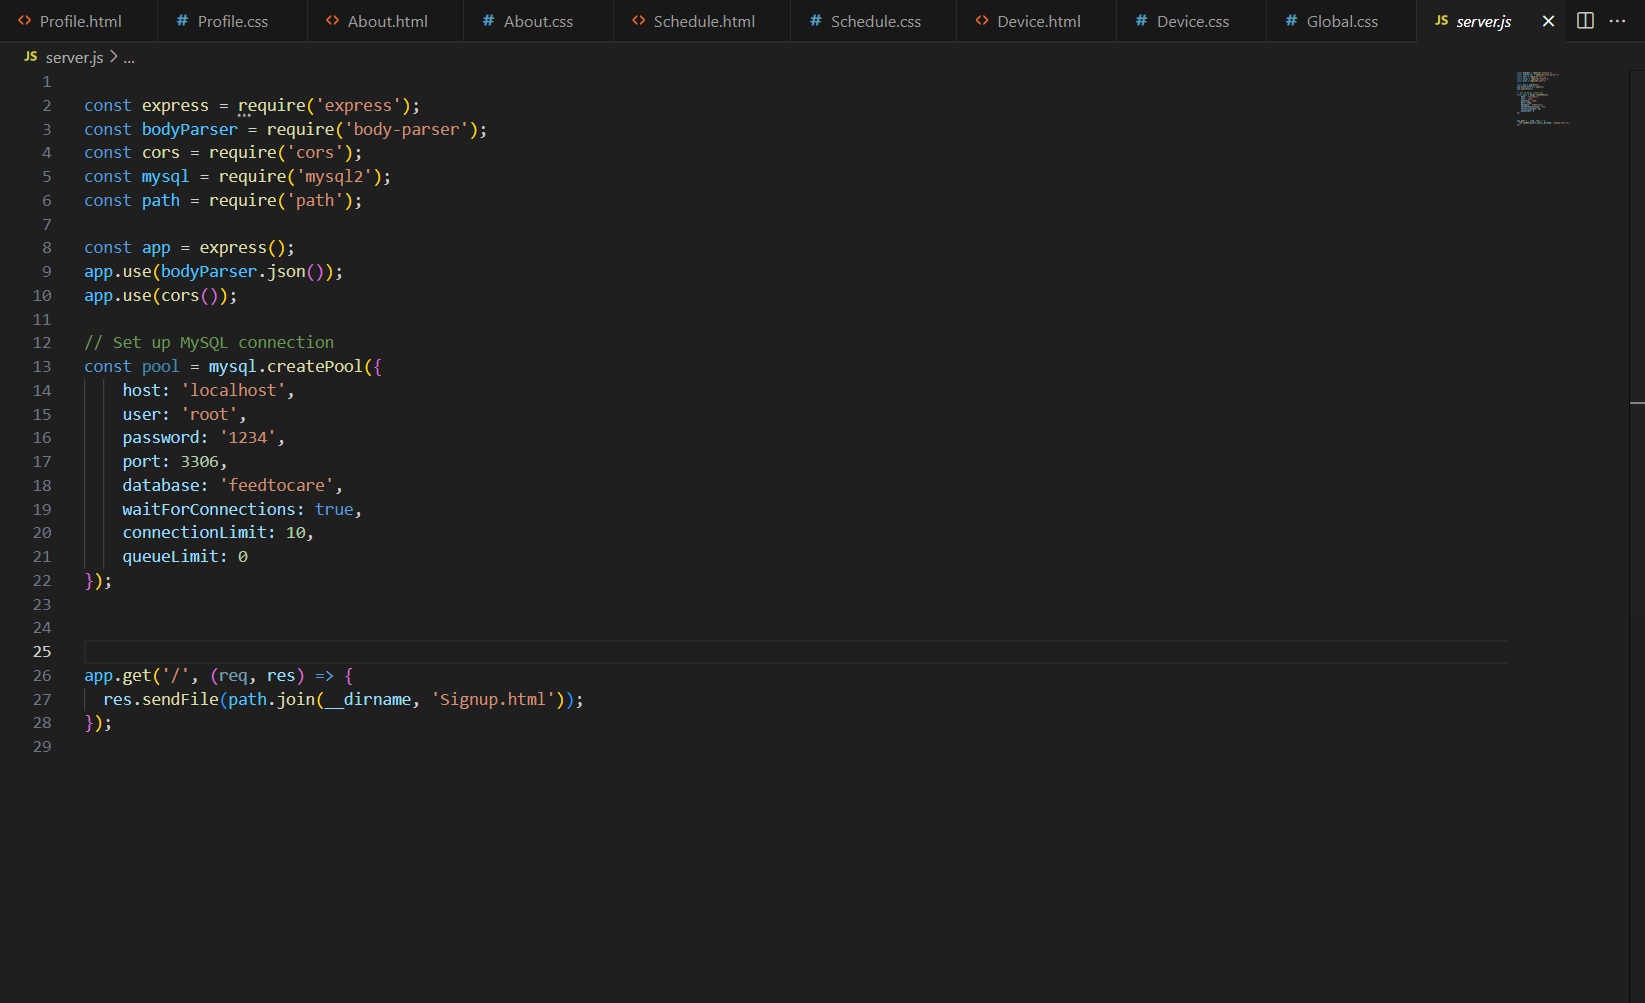 Profile.html # Profile.css About.html # About.css Schedule.html # Schedule.css Device.html # Device.css # Global.css JS server.js
JS server.js > ...
1
2 const express = require('express');
3 const bodyParser = require('body-parser');
4 const cors = require('cors');
5 const mysql = require('mysql2');
6 const path = require('path');
7
8 const app = express();
9 app.use(bodyParser.json());
10 app.use(cors());
11
12 // Set up MySQL connection
13 const pool = mysql.createPool({
14     host: 'localhost',
15     user: 'root',
16     password: '1234',
17     port: 3306,
18     database: 'feedtocare',
19     waitForConnections: true,
20     connectionLimit: 10,
21     queueLimit: 0
22 });
23
24
25
26 app.get('/', (req, res) => {
27   res.sendFile(path.join(__dirname, 'Signup.html'));
28 });
29